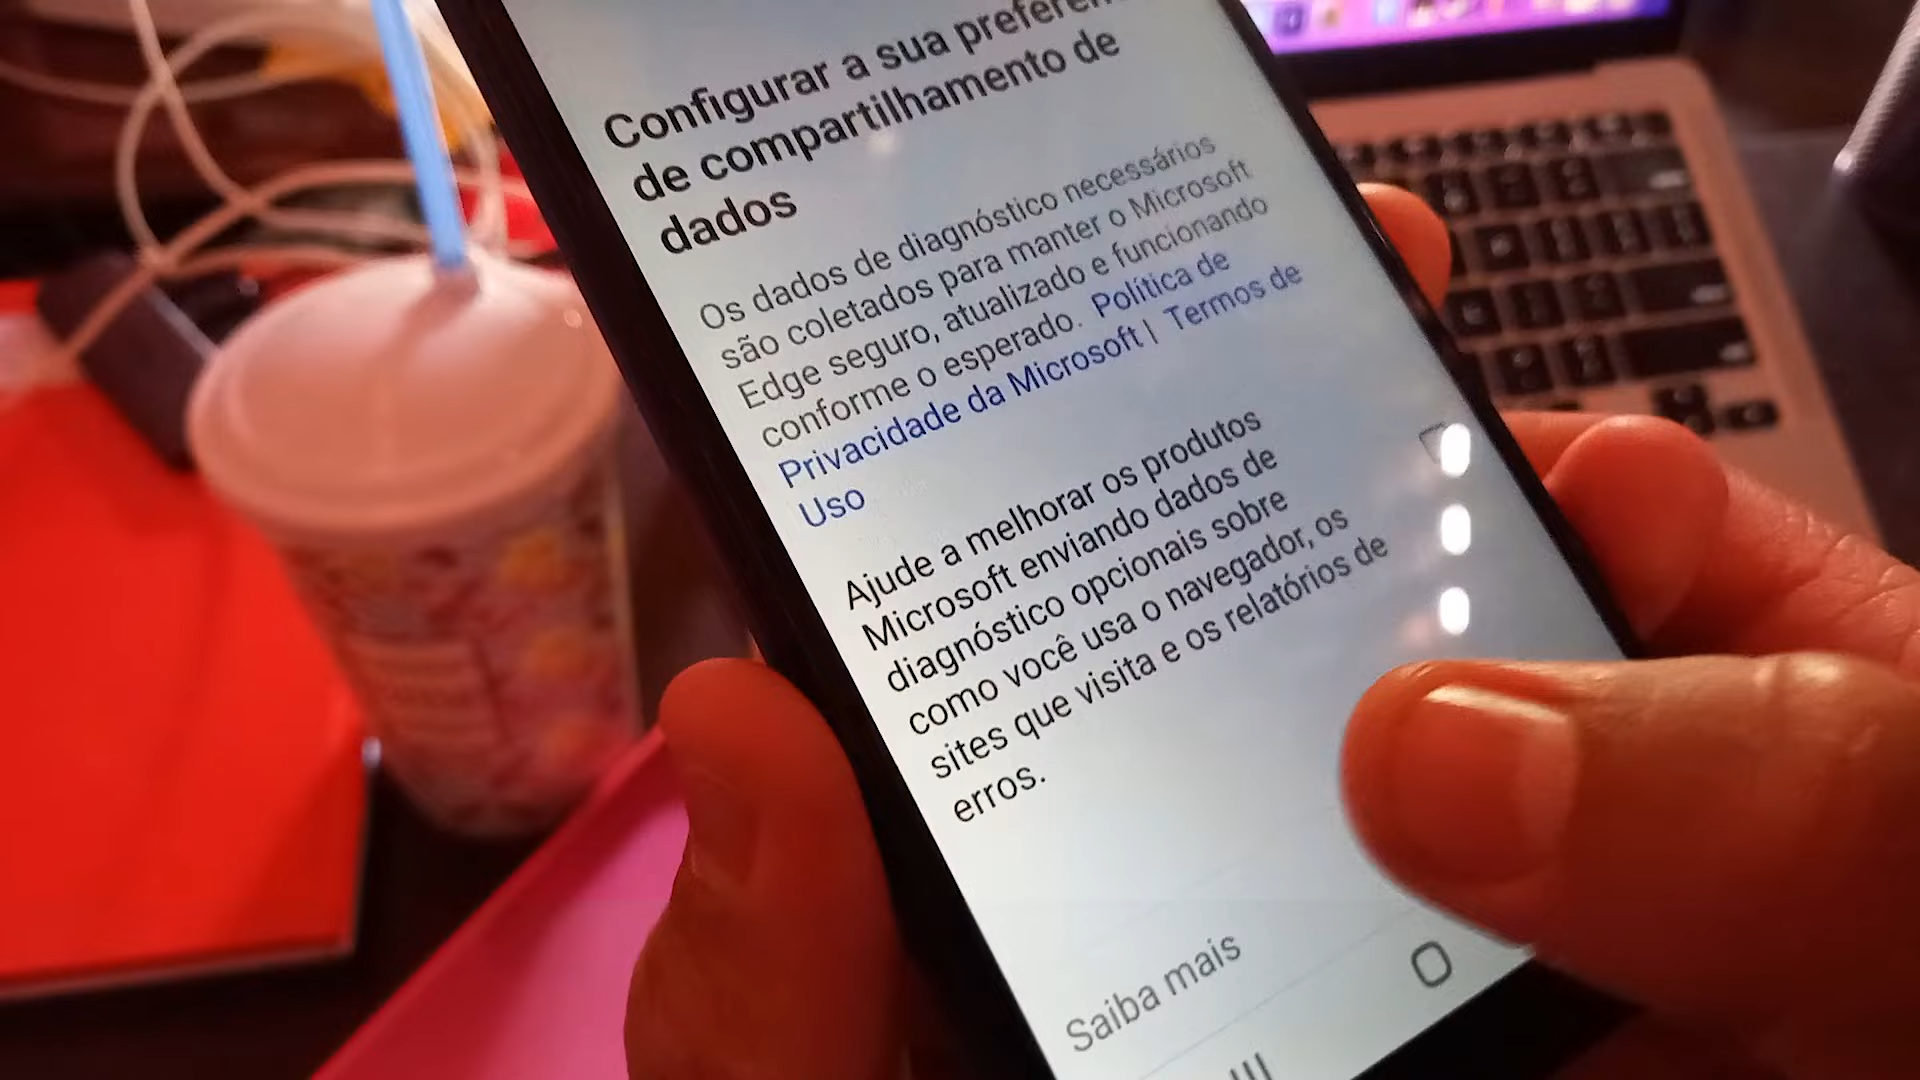 Configurar a sua
de compartilhamento de
dados
Os dados de diagnóstico necessários
são coletados para manter o Microsoft
Edge seguro, atualizado e funcionando
conforme o esperado. Política de
Privacidade da Microsoft | Termos de
Uso
Ajude a melhorar os produtos
Microsoft enviando dados de
diagnóstico opcionais sobre
como você usa o navegador, os
sites que visita e os relatórios de
erros.
Saiba mais